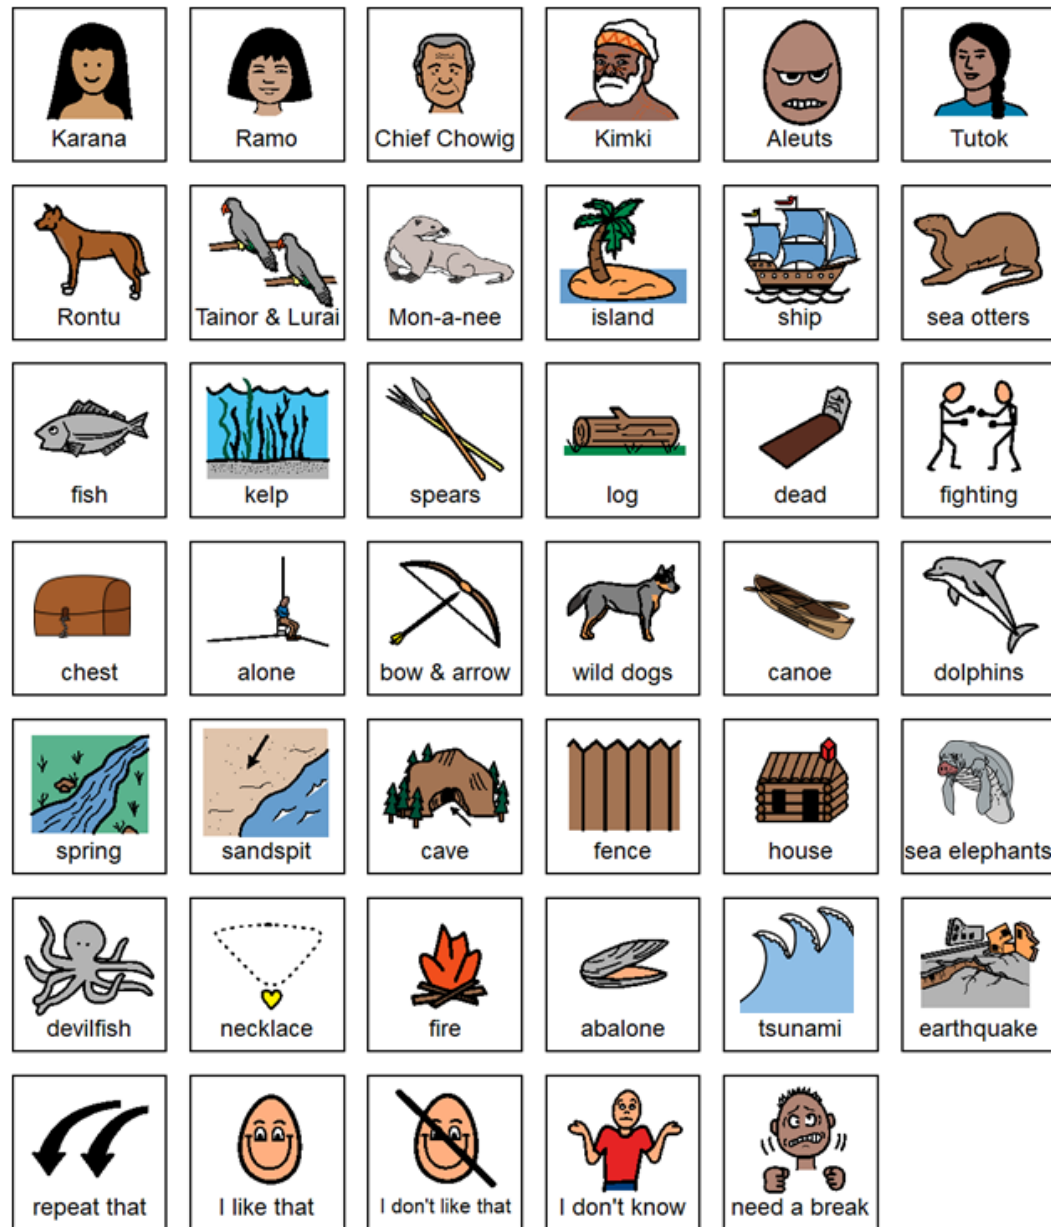 Karana
Ramo
Chief Chowig
Kimki
Aleuts
Tutok
Rontu
Tainor & Lurai
Mon-a-nee
island
ship
sea otters
fish
kelp
spears
log
dead
fighting
chest
alone
bow & arrow
wild dogs
canoe
dolphins
spring
sandspit
cave
fence
house
sea elephants
devilfish
necklace
fire
abalone
tsunami
earthquake
repeat that
I like that
I don't like that
I don't know
need a break